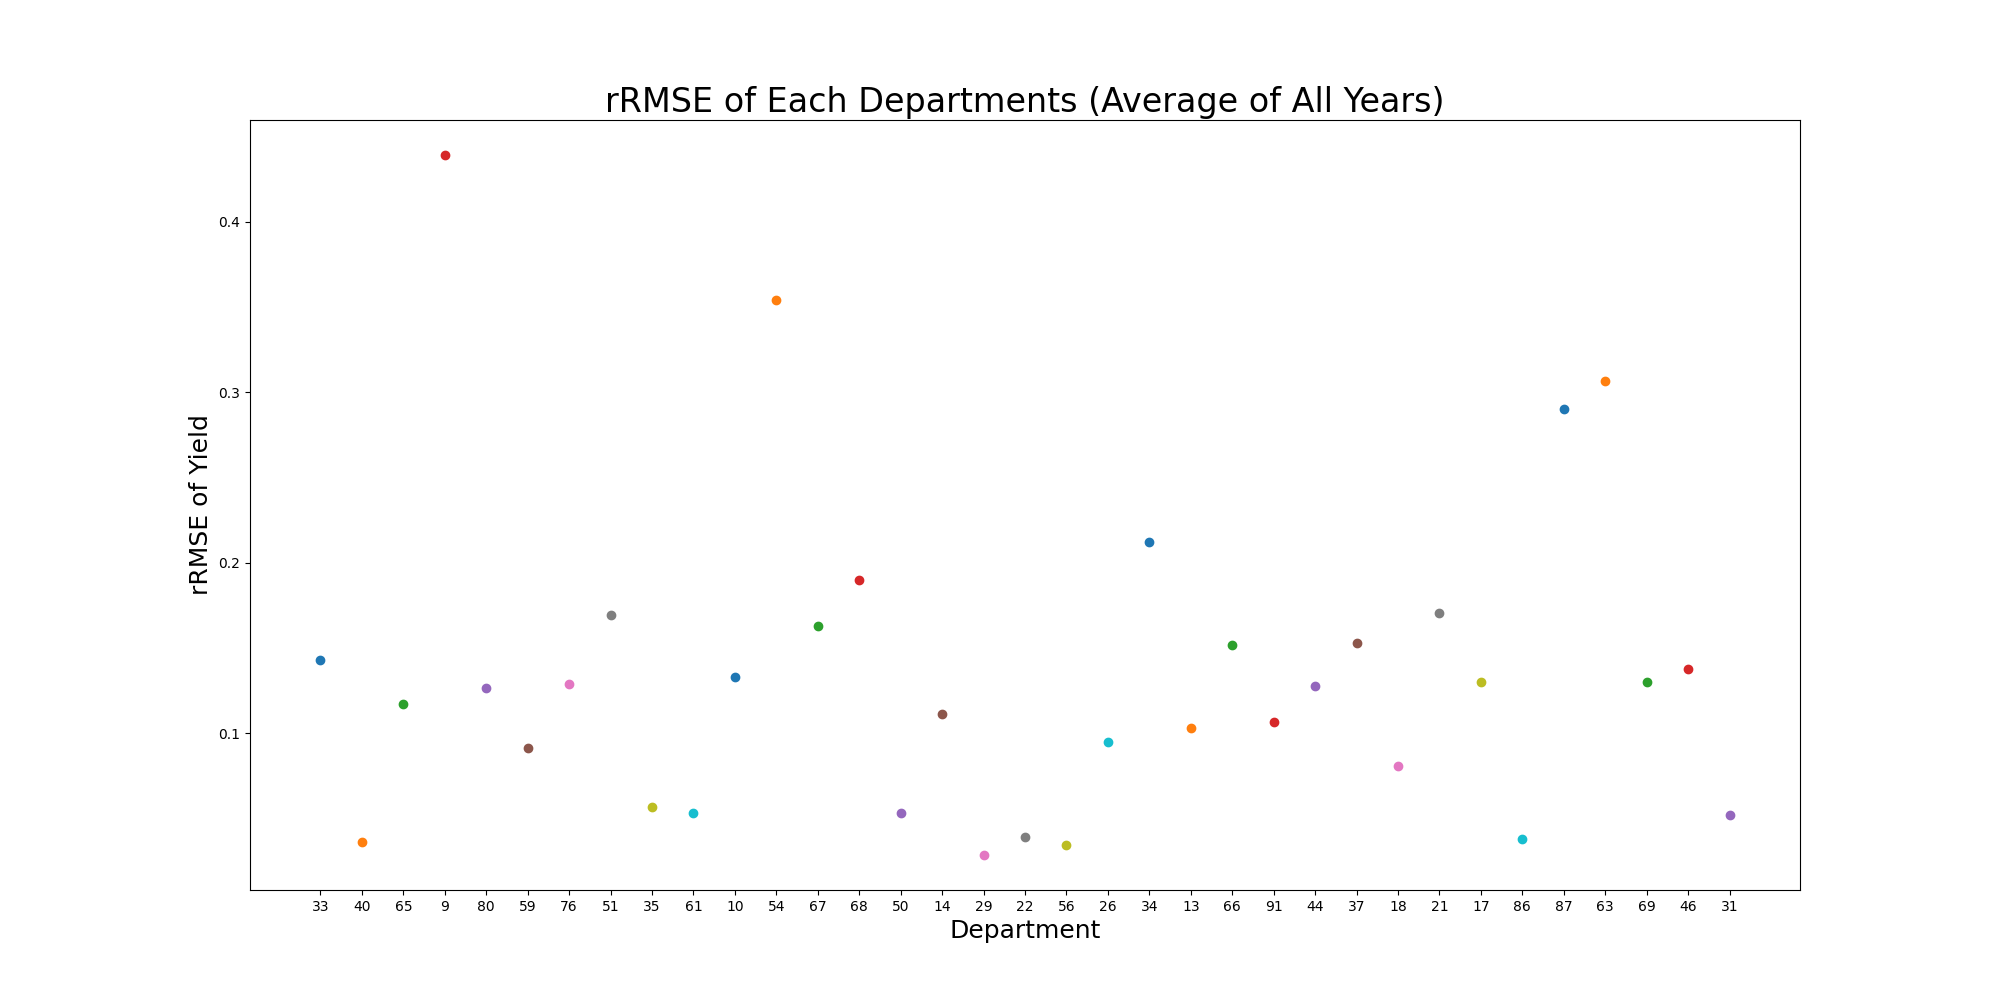 rRMSE of Each Departments (Average of All Years)
0.4
0.3
0.2
0.1
rRMSE of Yield
33 40 65 9 80 59 76 51 35 61 10 54 67 68 50 14 29 22 56 26 34 13 66 91 44 37 18 21 17 86 87 63 69 46 31
Department